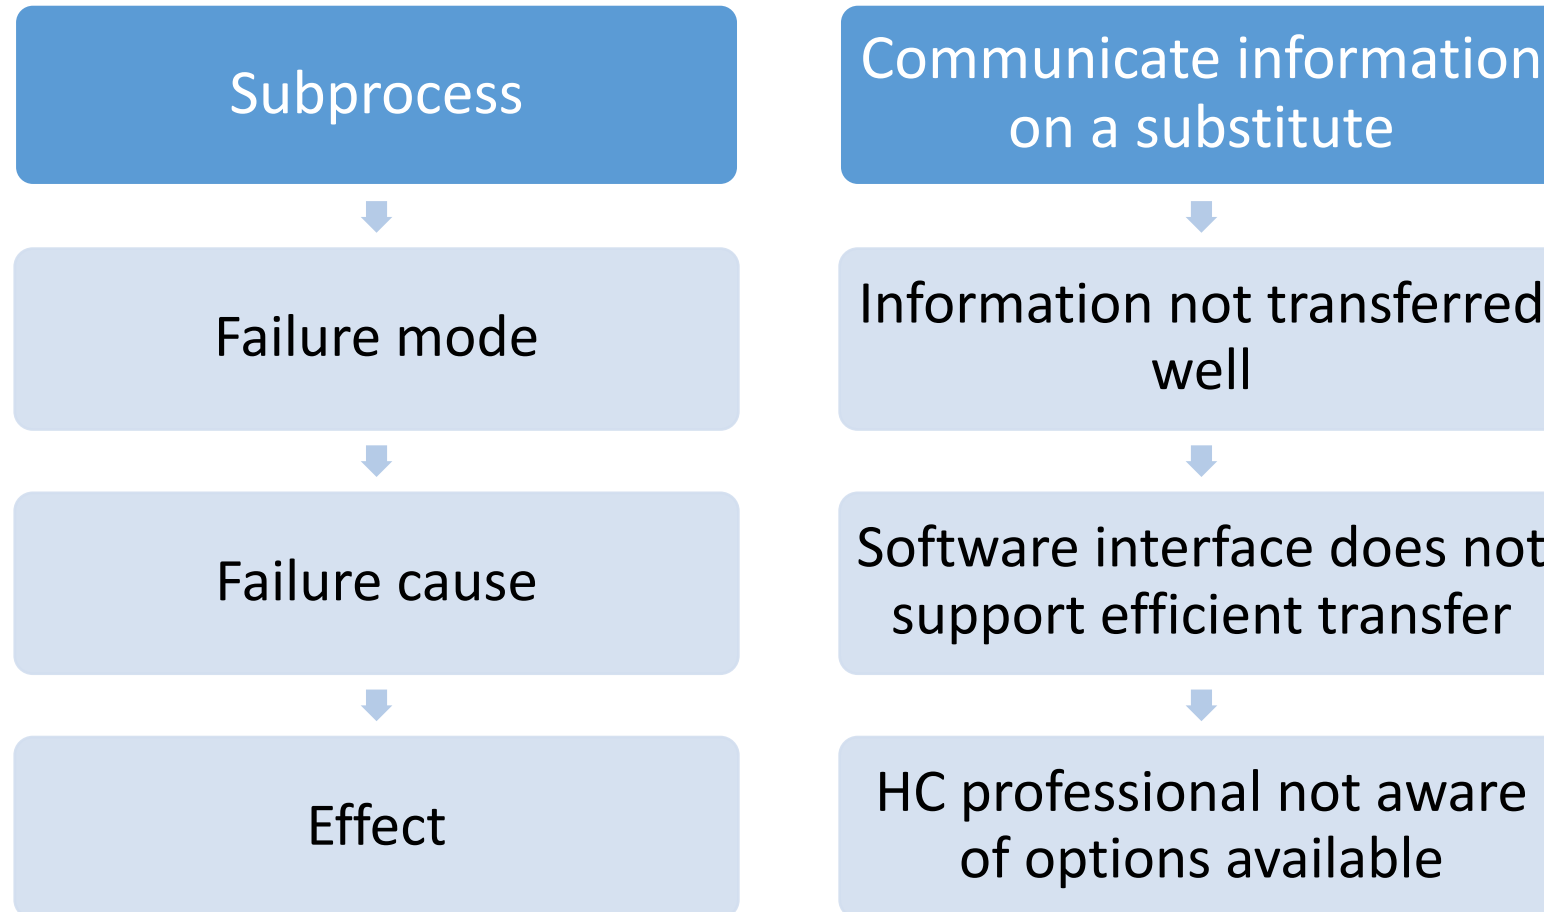 Subprocess
Failure mode
Failure cause
Effect
Communicate information
on a substitute
Information not transferred
well
Software interface does not
support efficient transfer
HC professional not aware
of options available